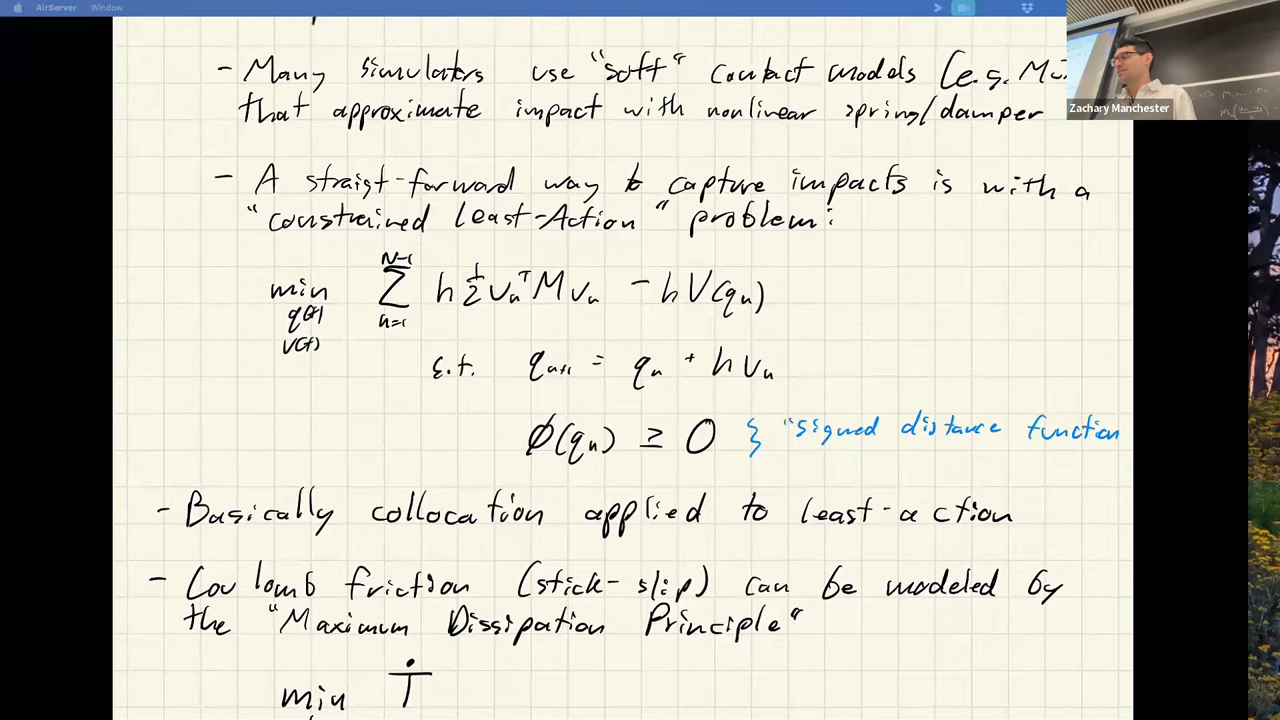 AirServer Window
- Many simulators use "soft" contact models (e.g. Mu
that approximate impact with nonlinear spring/damper
Zachary Manchester
- A straigt-forward way to capture impacts is with a
"constrained Least-Action" problem:
min Σ h ½ vₙᵀ M vₙ - h V(qₙ)
q(t) n=1 N-1
v(t)
s.t. qₙ₊₁ = qₙ + h vₙ
ϕ(qₙ) ≥ 0 } "signed distance function
- Basically collocation applied to least-action
- Coulomb friction (stick-slip) can be modeled by
the "Maximum Dissipation Principle"
min Ṫ